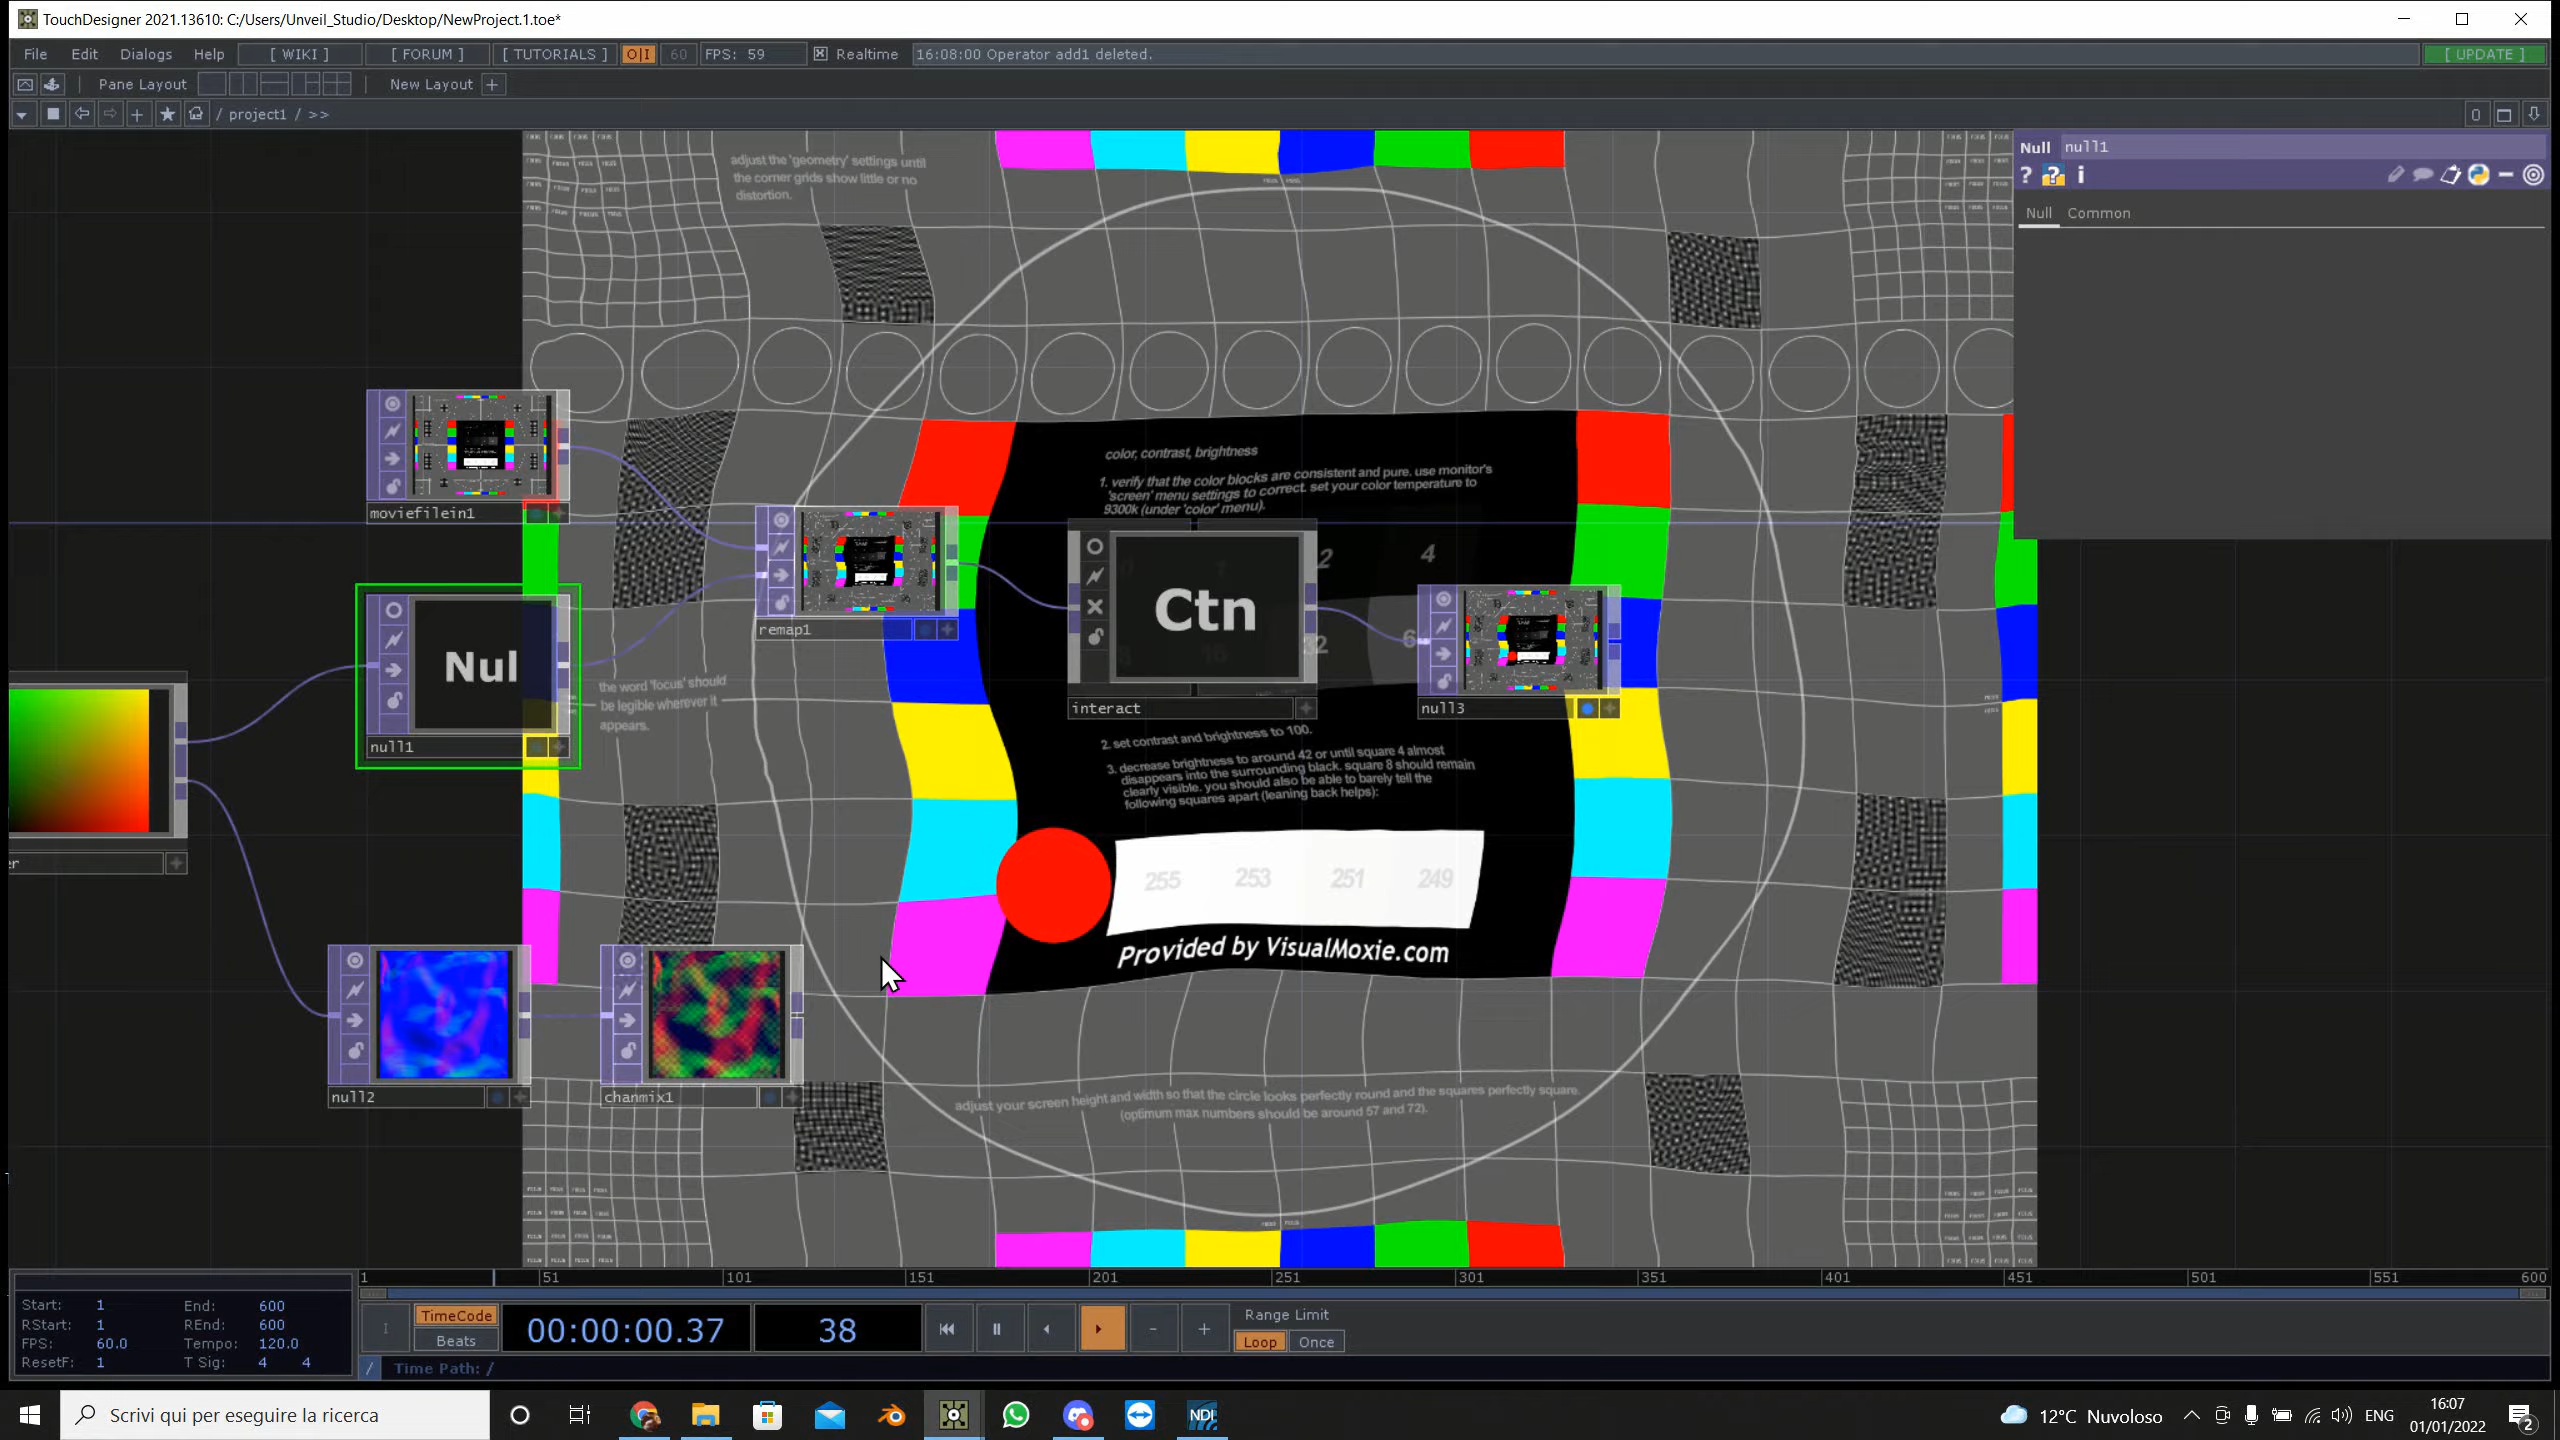 TouchDesigner 2021.13610: C:/Users/Unveil_Studio/Desktop/NewProject.1.toe*
File Edit Dialogs Help [ WIKI ] [ FORUM ] [ TUTORIALS ] O|I 60 FPS: 59 Realtime 16:08:00 Operator add1 deleted. [ UPDATE ]
Pane Layout New Layout +
/ project1 / >> 0
Null null1
? ? i
Null Common
adjust the 'geometry' settings until
the corner grids show little or no
distortion.
moviefilein1
color, contrast, brightness
1. verify that the color blocks are consistent and pure. use monitor's
'screen' menu settings to correct. set your color temperature to
9300k (under 'color' menu).
2
4
remap1
Ctn
Nul
32
6
the word 'focus' should
be legible wherever it
appears.
interact
null3
null1
2. set contrast and brightness to 100.
3. decrease brightness to around 42 or until square 4 almost
disappears into the surrounding black. square 8 should remain
clearly visible. you should also be able to barely tell the
following squares apart (leaning back helps):
er
255 253 251 249
Provided by VisualMoxie.com
null2
chanmix1
adjust your screen height and width so that the circle looks perfectly round and the squares perfectly square.
(optimum max numbers should be around 57 and 72).
1 51 101 151 201 251 301 351 401 451 501 551 600
Start: 1 End: 600
RStart: 1 REnd: 600
FPS: 60.0 Tempo: 120.0
ResetF: 1 T Sig: 4 4
TimeCode
Beats
00:00:00.37
38
Range Limit
Loop Once
/ Time Path: /
Scrivi qui per eseguire la ricerca
NDI
12°C Nuvoloso
ENG
16:07
01/01/2022
2